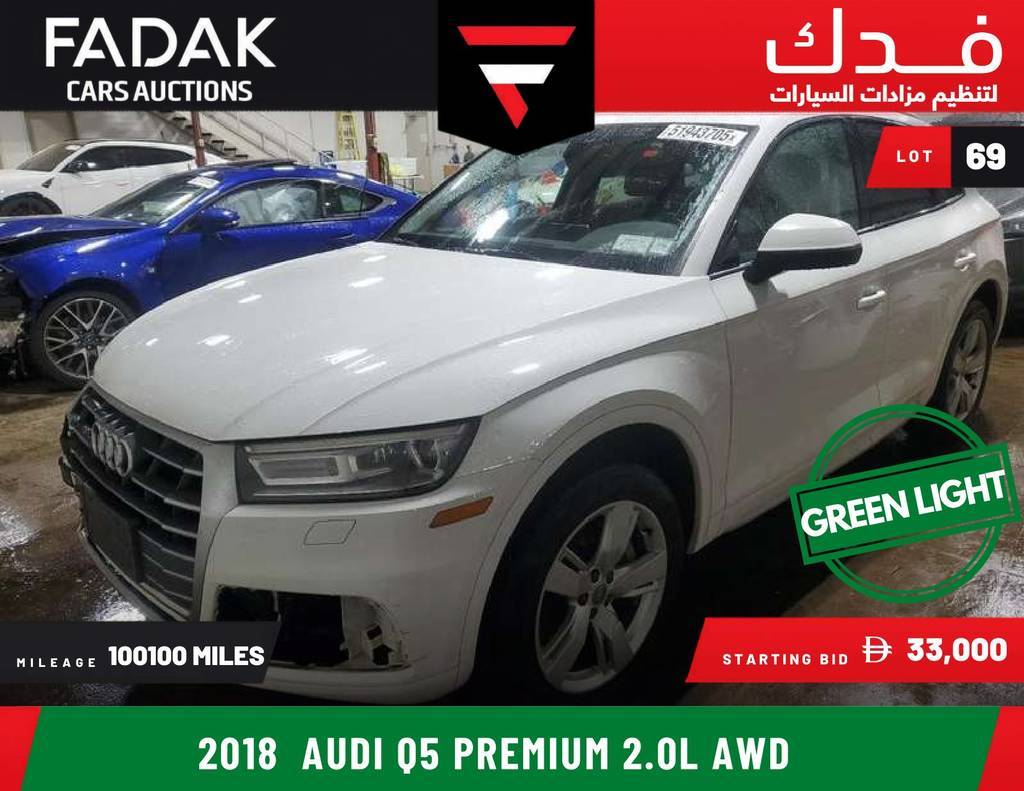 FADAK
CARS AUCTIONS
فدك
لتنظيم مزادات السيارات
51943705
LOT 69
GREEN LIGHT
MILEAGE 100100 MILES
STARTING BID 33,000
2018 AUDI Q5 PREMIUM 2.0L AWD